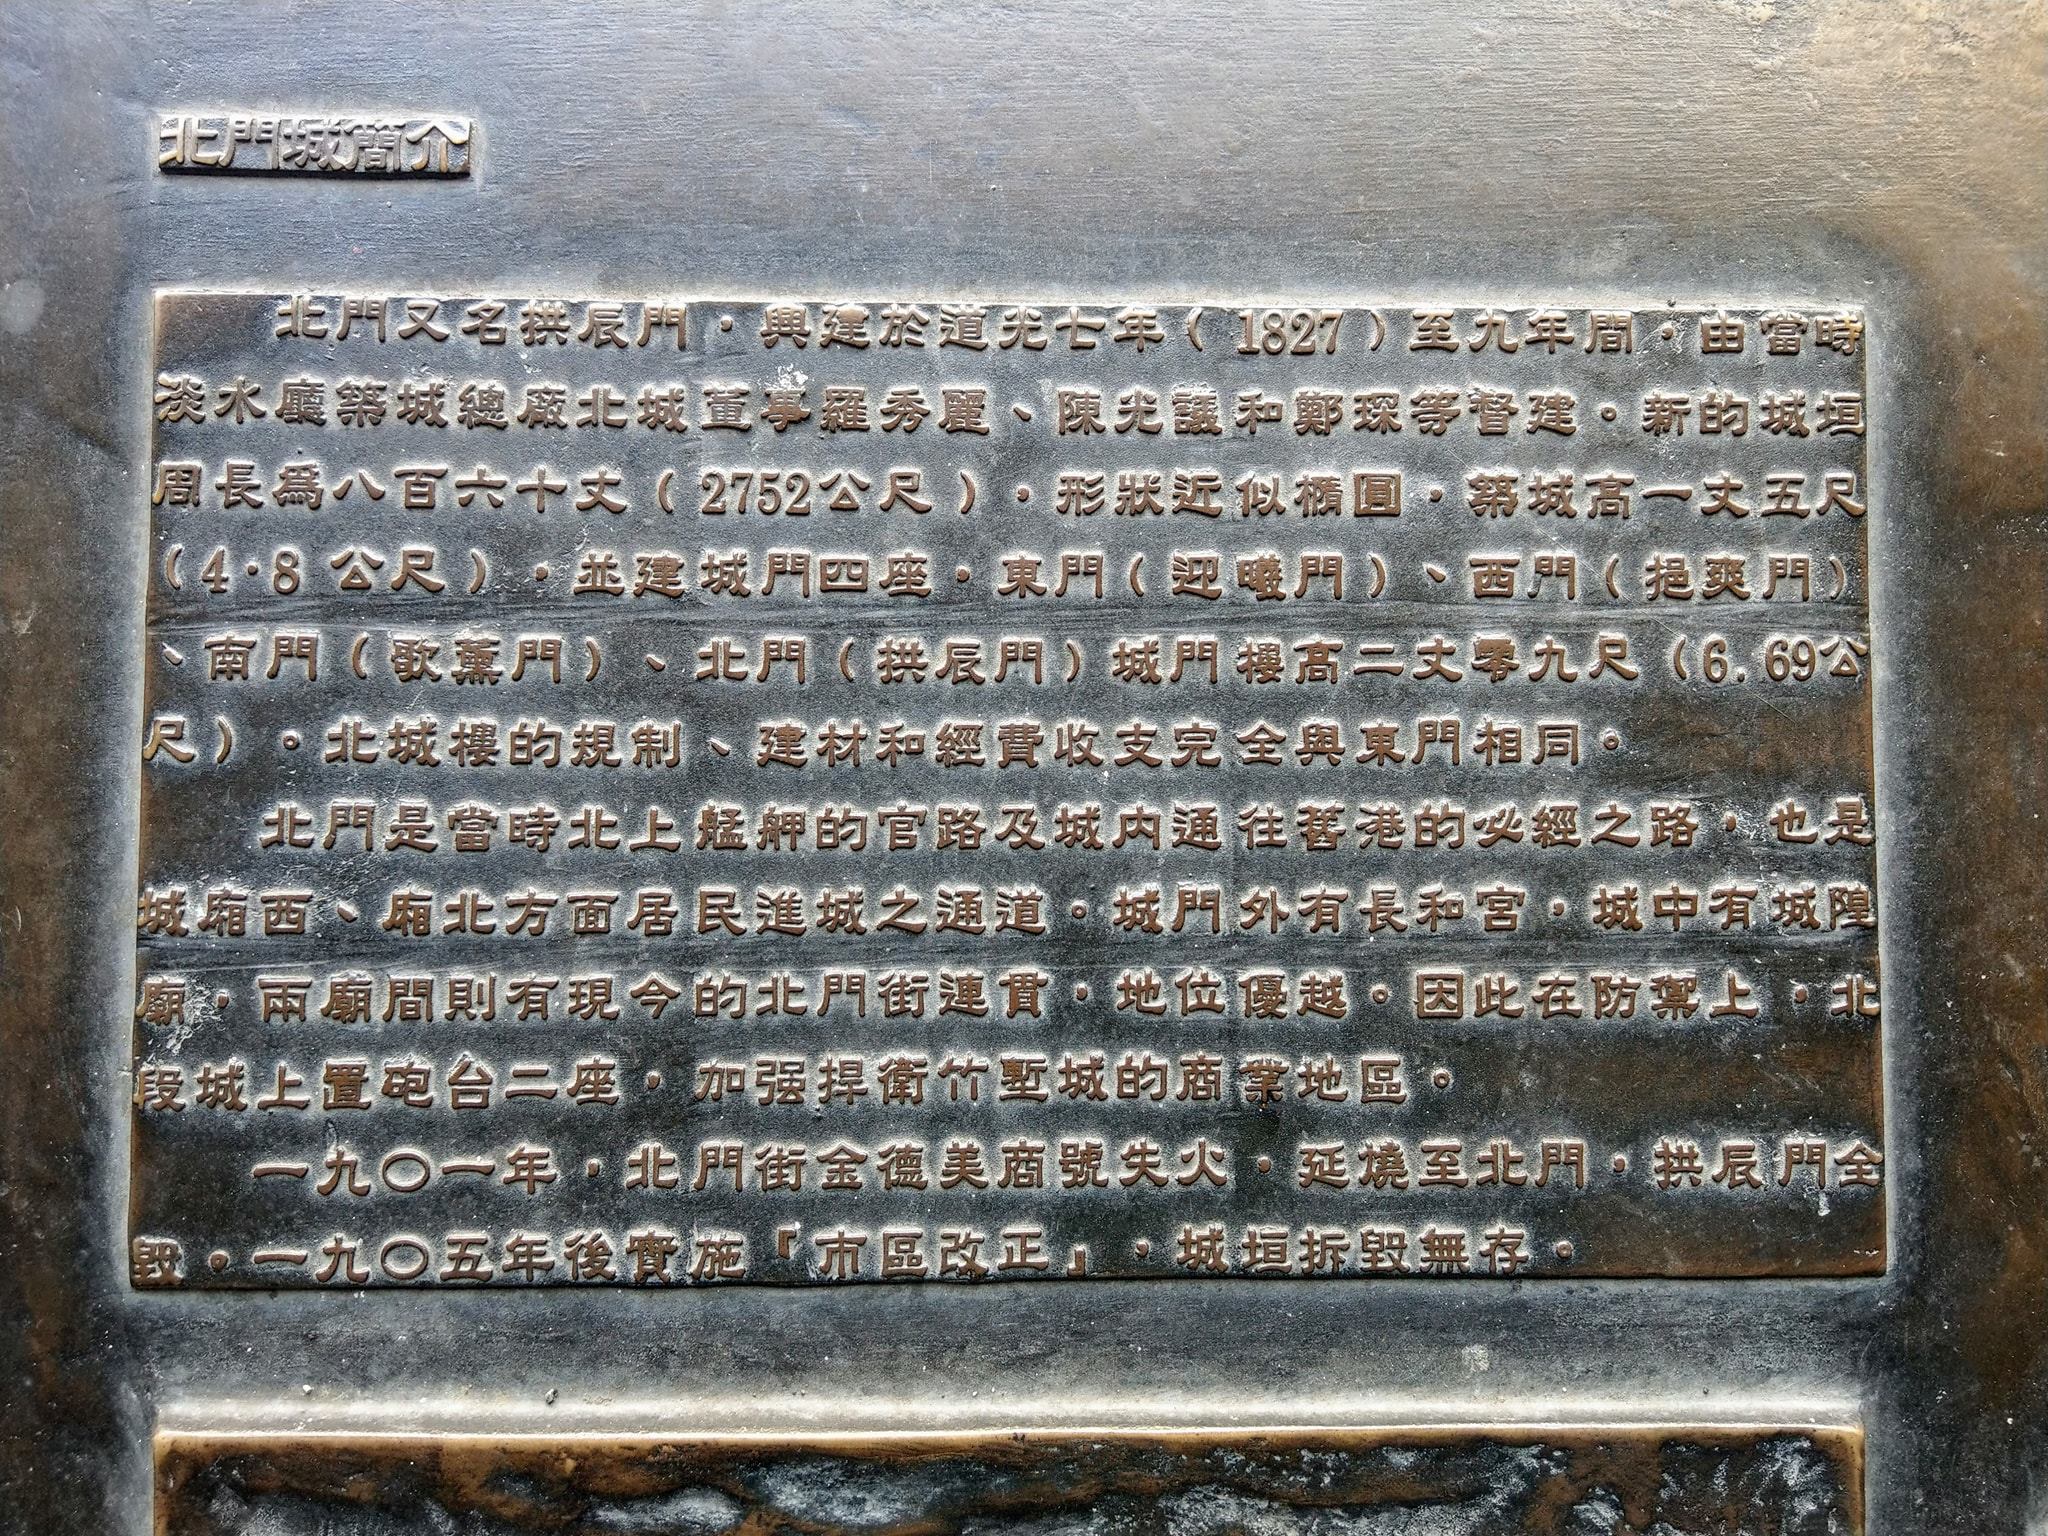 北門城簡介
北門又名拱辰門，興建於道光七年（1827）至九年間，由當時
淡水廳築城總廠北城董事羅秀麗、陳光議和鄭琛等督建。新的城垣
周長為八百六十丈（2752公尺），形狀近似橢圓，築城高一丈五尺
（4·8公尺），並建城門四座，東門（迎曦門）、西門（挹爽門）
、南門（歌薰門）、北門（拱辰門）城門樓高二丈零九尺（6.69公
尺）。北城樓的規制、建材和經費收支完全與東門相同。
北門是當時北上艋舺的官路及城內通往舊港的必經之路，也是
城廂西、廂北方面居民進城之通道。城門外有長和宮，城中有城隍
廟，兩廟間則有現今的北門街連貫，地位優越。因此在防禦上，北
段城上置砲台二座，加强捍衛竹塹城的商業地區。
一九〇一年，北門街金德美商號失火，延燒至北門，拱辰門全
毀。一九〇五年後實施「市區改正」，城垣拆毀無存。